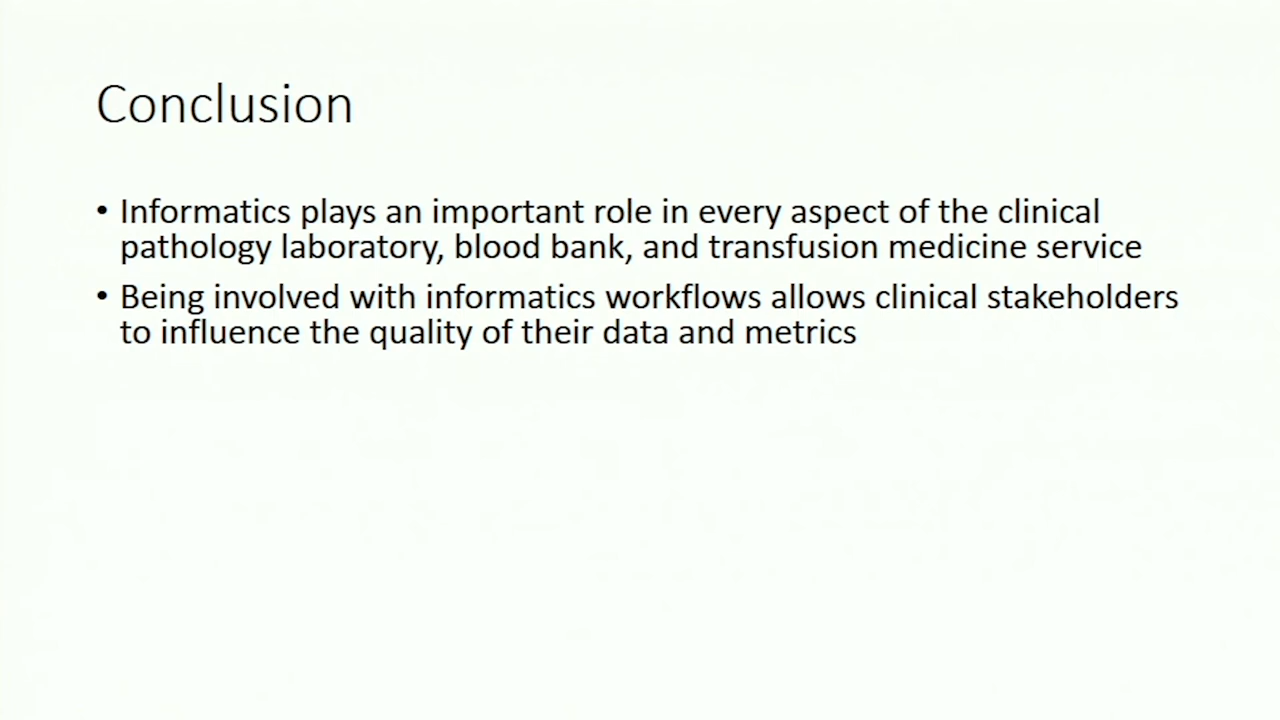 Conclusion
• Informatics plays an important role in every aspect of the clinical
pathology laboratory, blood bank, and transfusion medicine service
• Being involved with informatics workflows allows clinical stakeholders
to influence the quality of their data and metrics